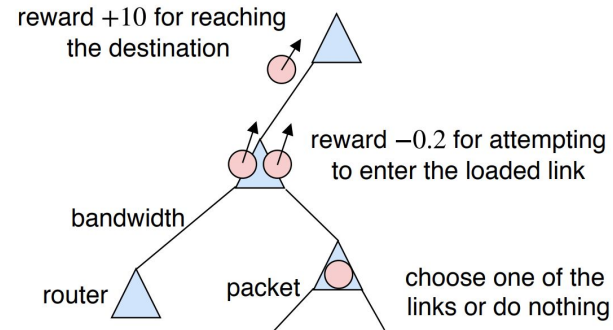 reward +10 for reaching
the destination
reward −0.2 for attempting
to enter the loaded link
bandwidth
router
packet
choose one of the
links or do nothing